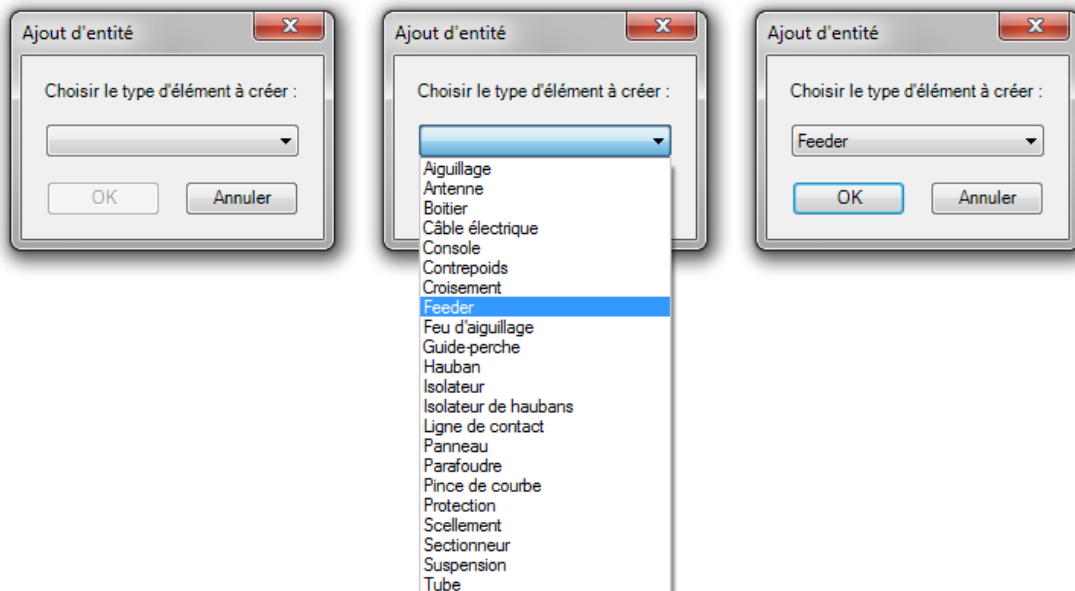 Ajout d'entité
Choisir le type d'élément à créer :
OK
Annuler
Ajout d'entité
Choisir le type d'élément à créer :
Aiguillage
Antenne
Boitier
Câble électrique
Console
Contrepoids
Croisement
Feeder
Feu d'aiguillage
Guide-perche
Hauban
Isolateur
Isolateur de haubans
Ligne de contact
Panneau
Parafoudre
Pince de courbe
Protection
Scellement
Sectionneur
Suspension
Tube
Ajout d'entité
Choisir le type d'élément à créer :
Feeder
OK
Annuler